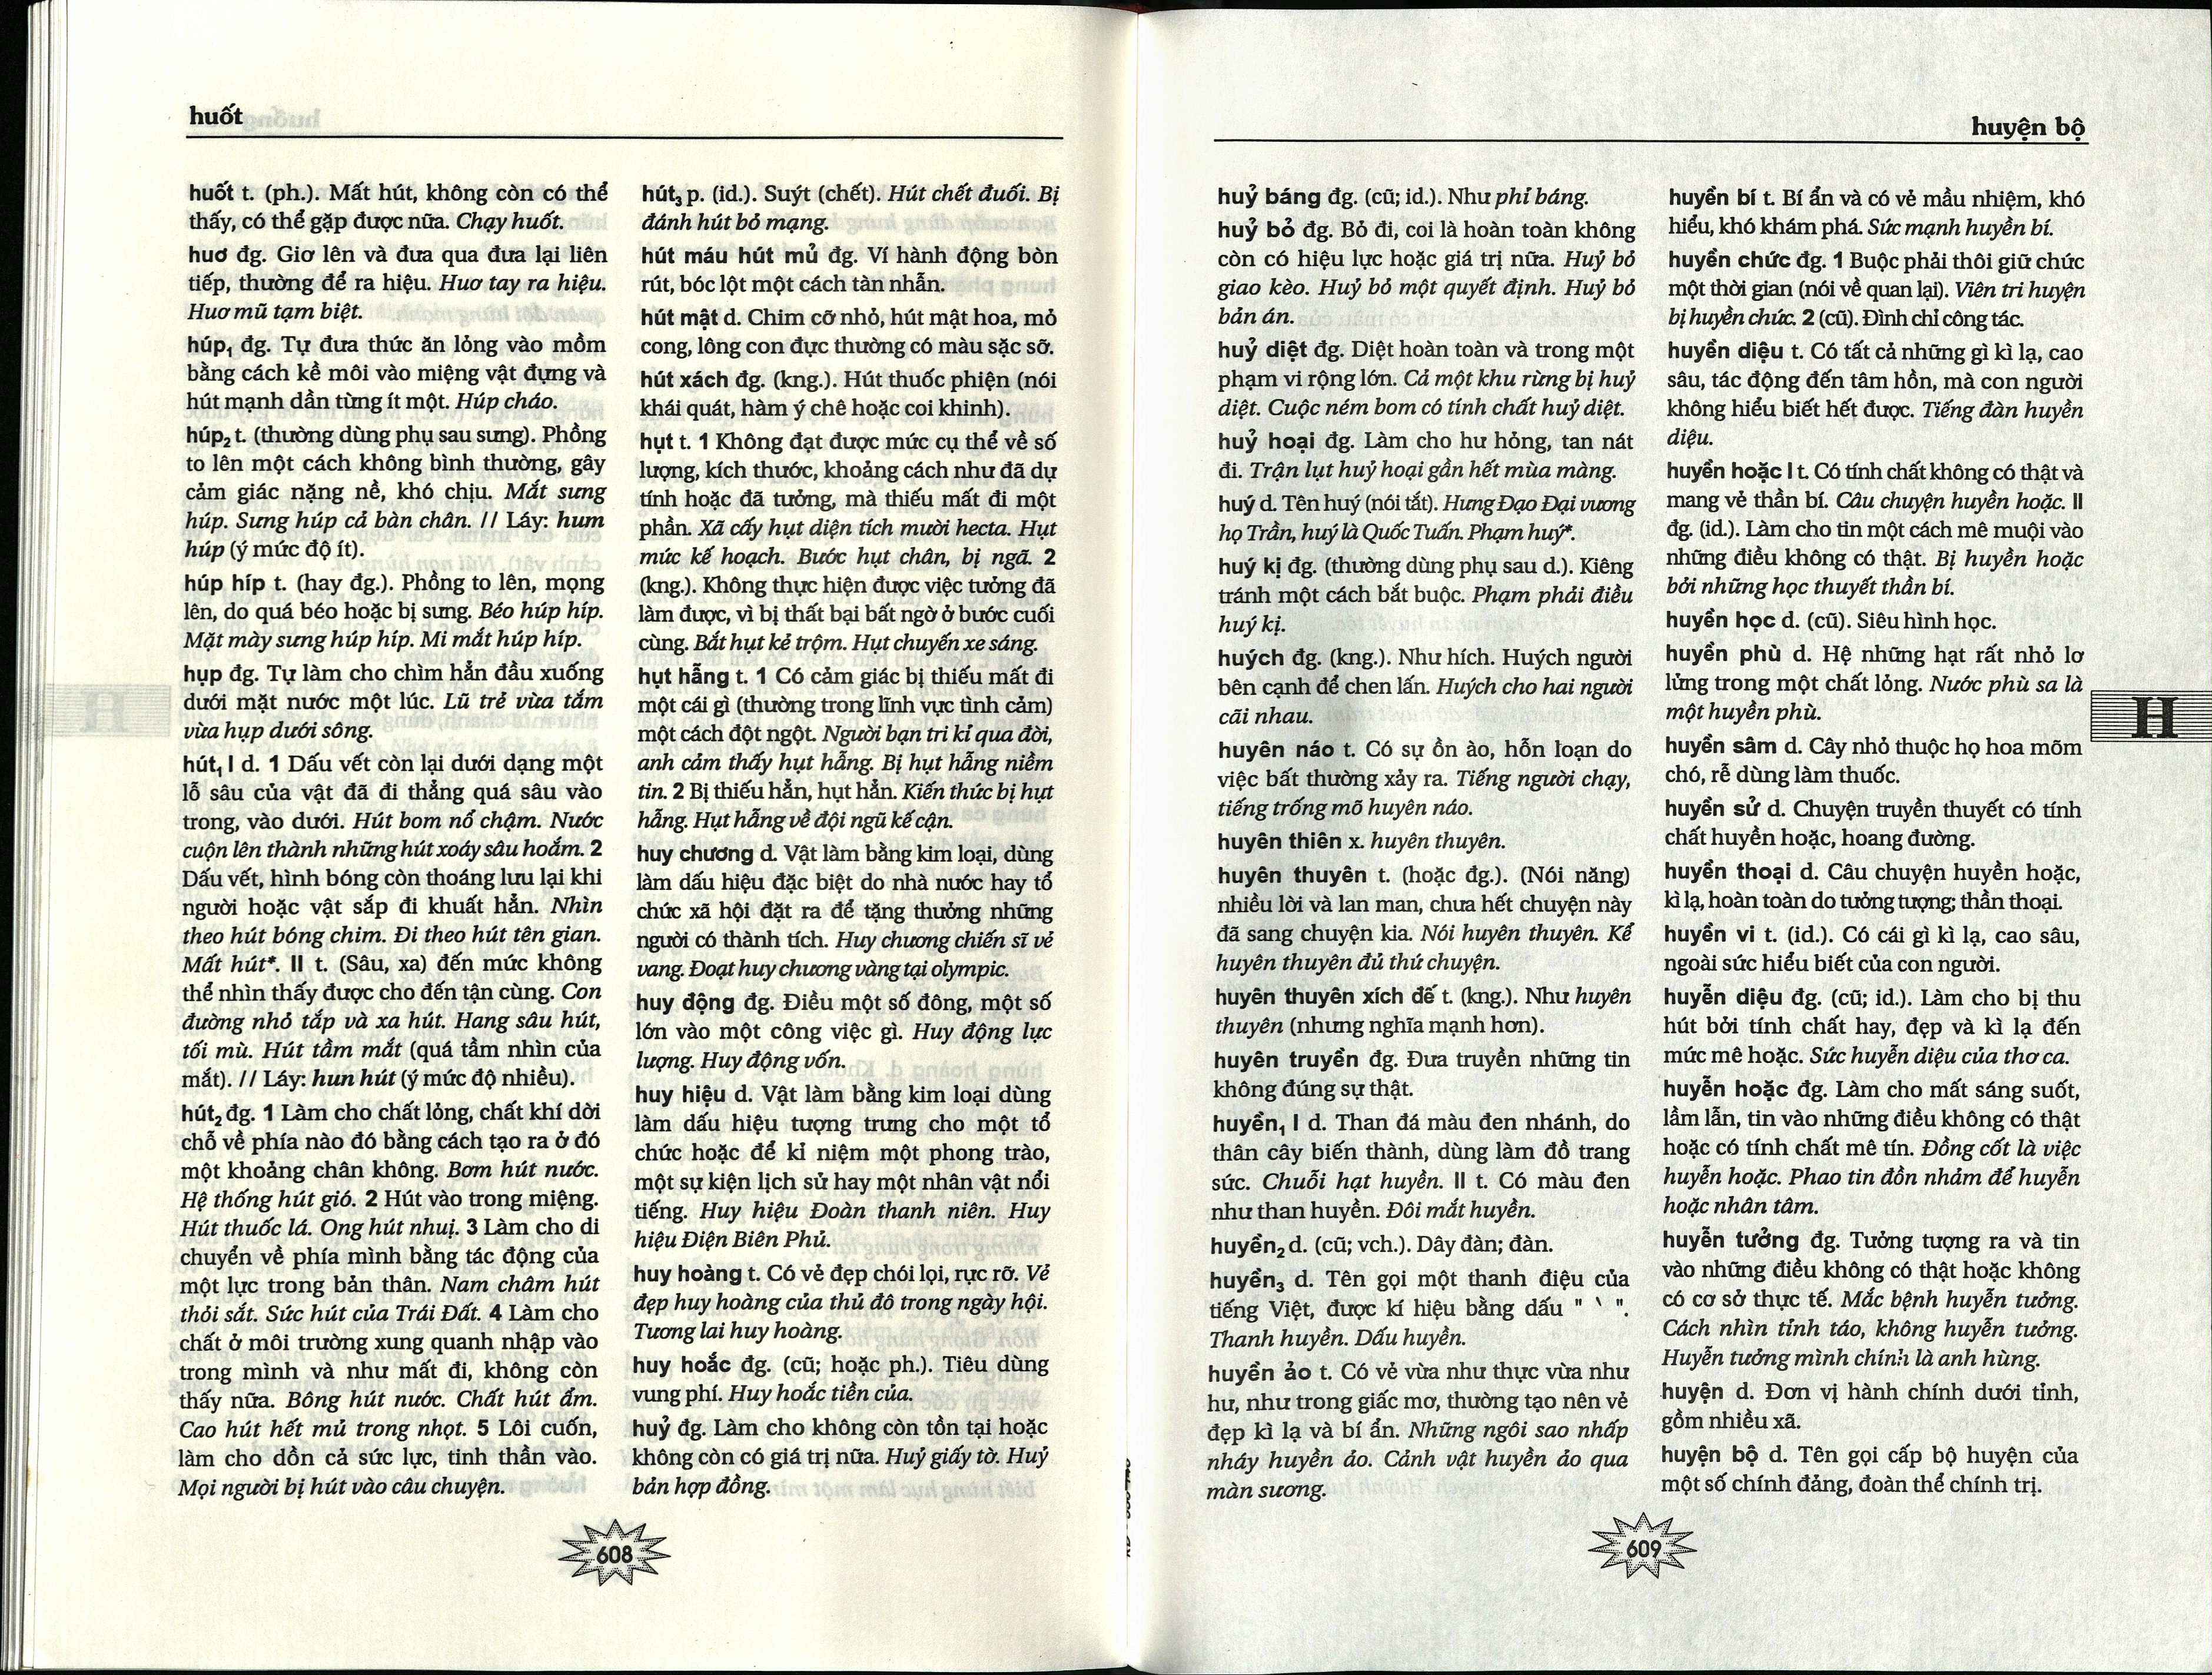 huốt
huốt t. (ph.). Mất hút, không còn có thể
thấy, có thể gặp được nữa. Chạy huốt.
huơ đg. Giơ lên và đưa qua đưa lại liên
tiếp, thường để ra hiệu. Huơ tay ra hiệu.
Huơ mũ tạm biệt.
húp₁ đg. Tự đưa thức ăn lỏng vào mồm
bằng cách kề môi vào miệng vật đựng và
hút mạnh dần từng ít một. Húp cháo.
húp₂ t. (thường dùng phụ sau sưng). Phồng
to lên một cách không bình thường, gây
cảm giác nặng nề, khó chịu. Mắt sưng
húp. Sưng húp cả bàn chân. // Láy: hum
húp (ý mức độ ít).
húp híp t. (hay đg.). Phồng to lên, mọng
lên, do quá béo hoặc bị sưng. Béo húp híp.
Mặt mày sưng húp híp. Mi mắt húp híp.
hụp đg. Tự làm cho chìm hẳn đầu xuống
dưới mặt nước một lúc. Lũ trẻ vừa tắm
vừa hụp dưới sông.
hút₁ I d. 1 Dấu vết còn lại dưới dạng một
lỗ sâu của vật đã đi thẳng quá sâu vào
trong, vào dưới. Hút bom nổ chậm. Nước
cuộn lên thành những hút xoáy sâu hoắm. 2
Dấu vết, hình bóng còn thoáng lưu lại khi
người hoặc vật sắp đi khuất hẳn. Nhìn
theo hút bóng chim. Đi theo hút tên gian.
Mất hút*. II t. (Sâu, xa) đến mức không
thể nhìn thấy được cho đến tận cùng. Con
đường nhỏ tắp và xa hút. Hang sâu hút,
tối mù. Hút tầm mắt (quá tầm nhìn của
mắt). // Láy: hun hút (ý mức độ nhiều).
hút₂ đg. 1 Làm cho chất lỏng, chất khí dời
chỗ về phía nào đó bằng cách tạo ra ở đó
một khoảng chân không. Bơm hút nước.
Hệ thống hút gió. 2 Hút vào trong miệng.
Hút thuốc lá. Ong hút nhuỵ. 3 Làm cho di
chuyển về phía mình bằng tác động của
một lực trong bản thân. Nam châm hút
thỏi sắt. Sức hút của Trái Đất. 4 Làm cho
chất ở môi trường xung quanh nhập vào
trong mình và như mất đi, không còn
thấy nữa. Bông hút nước. Chất hút ẩm.
Cao hút hết mủ trong nhọt. 5 Lôi cuốn,
làm cho dồn cả sức lực, tinh thần vào.
Mọi người bị hút vào câu chuyện.
hút₃ p. (id.). Suýt (chết). Hút chết đuối. Bị
đánh hút bỏ mạng.
hút máu hút mủ đg. Ví hành động bòn
rút, bóc lột một cách tàn nhẫn.
hút mật d. Chim cỡ nhỏ, hút mật hoa, mỏ
cong, lông con đực thường có màu sặc sỡ.
hút xách đg. (kng.). Hút thuốc phiện (nói
khái quát, hàm ý chê hoặc coi khinh).
hụt t. 1 Không đạt được mức cụ thể về số
lượng, kích thước, khoảng cách như đã dự
tính hoặc đã tưởng, mà thiếu mất đi một
phần. Xã cấy hụt diện tích mười hecta. Hụt
mức kế hoạch. Bước hụt chân, bị ngã. 2
(kng.). Không thực hiện được việc tưởng đã
làm được, vì bị thất bại bất ngờ ở bước cuối
cùng. Bắt hụt kẻ trộm. Hụt chuyến xe sáng.
hụt hẫng t. 1 Có cảm giác bị thiếu mất đi
một cái gì (thường trong lĩnh vực tình cảm)
một cách đột ngột. Người bạn tri kỉ qua đời,
anh cảm thấy hụt hẫng. Bị hụt hẫng niềm
tin. 2 Bị thiếu hẳn, hụt hẳn. Kiến thức bị hụt
hẫng. Hụt hẫng về đội ngũ kế cận.
huy chương d. Vật làm bằng kim loại, dùng
làm dấu hiệu đặc biệt do nhà nước hay tổ
chức xã hội đặt ra để tặng thưởng những
người có thành tích. Huy chương chiến sĩ vẻ
vang. Đoạt huy chương vàng tại olympic.
huy động đg. Điều một số đông, một số
lớn vào một công việc gì. Huy động lực
lượng. Huy động vốn.
huy hiệu d. Vật làm bằng kim loại dùng
làm dấu hiệu tượng trưng cho một tổ
chức hoặc để kỉ niệm một phong trào,
một sự kiện lịch sử hay một nhân vật nổi
tiếng. Huy hiệu Đoàn thanh niên. Huy
hiệu Điện Biên Phủ.
huy hoàng t. Có vẻ đẹp chói lọi, rực rỡ. Vẻ
đẹp huy hoàng của thủ đô trong ngày hội.
Tương lai huy hoàng.
huy hoắc đg. (cũ; hoặc ph.). Tiêu dùng
vung phí. Huy hoắc tiền của.
huỷ đg. Làm cho không còn tồn tại hoặc
không còn có giá trị nữa. Huỷ giấy tờ. Huỷ
bản hợp đồng.
608
huyện bộ
huỷ báng đg. (cũ; id.). Như phỉ báng.
huỷ bỏ đg. Bỏ đi, coi là hoàn toàn không
còn có hiệu lực hoặc giá trị nữa. Huỷ bỏ
giao kèo. Huỷ bỏ một quyết định. Huỷ bỏ
bản án.
huỷ diệt đg. Diệt hoàn toàn và trong một
phạm vi rộng lớn. Cả một khu rừng bị huỷ
diệt. Cuộc ném bom có tính chất huỷ diệt.
huỷ hoại đg. Làm cho hư hỏng, tan nát
đi. Trận lụt huỷ hoại gần hết mùa màng.
huý d. Tên huý (nói tắt). Hưng Đạo Đại vương
họ Trần, huý là Quốc Tuấn. Phạm huý*.
huý kị đg. (thường dùng phụ sau d.). Kiêng
tránh một cách bắt buộc. Phạm phải điều
huý kị.
huých đg. (kng.). Như hích. Huých người
bên cạnh để chen lấn. Huých cho hai người
cãi nhau.
huyên náo t. Có sự ồn ào, hỗn loạn do
việc bất thường xảy ra. Tiếng người chạy,
tiếng trống mõ huyên náo.
huyên thiên x. huyên thuyên.
huyên thuyên t. (hoặc đg.). (Nói năng)
nhiều lời và lan man, chưa hết chuyện này
đã sang chuyện kia. Nói huyên thuyên. Kể
huyên thuyên đủ thứ chuyện.
huyên thuyên xích đế t. (kng.). Như huyên
thuyên (nhưng nghĩa mạnh hơn).
huyên truyền đg. Đưa truyền những tin
không đúng sự thật.
huyền₁ I d. Than đá màu đen nhánh, do
thân cây biến thành, dùng làm đồ trang
sức. Chuỗi hạt huyền. II t. Có màu đen
như than huyền. Đôi mắt huyền.
huyền₂ d. (cũ; vch.). Dây đàn; đàn.
huyền₃ d. Tên gọi một thanh điệu của
tiếng Việt, được kí hiệu bằng dấu " ` ".
Thanh huyền. Dấu huyền.
huyền ảo t. Có vẻ vừa như thực vừa như
hư, như trong giấc mơ, thường tạo nên vẻ
đẹp kì lạ và bí ẩn. Những ngôi sao nhấp
nháy huyền ảo. Cảnh vật huyền ảo qua
màn sương.
huyền bí t. Bí ẩn và có vẻ mầu nhiệm, khó
hiểu, khó khám phá. Sức mạnh huyền bí.
huyền chức đg. 1 Buộc phải thôi giữ chức
một thời gian (nói về quan lại). Viên tri huyện
bị huyền chức. 2 (cũ). Đình chỉ công tác.
huyền diệu t. Có tất cả những gì kì lạ, cao
sâu, tác động đến tâm hồn, mà con người
không hiểu biết hết được. Tiếng đàn huyền
diệu.
huyền hoặc I t. Có tính chất không có thật và
mang vẻ thần bí. Câu chuyện huyền hoặc. II
đg. (id.). Làm cho tin một cách mê muội vào
những điều không có thật. Bị huyền hoặc
bởi những học thuyết thần bí.
huyền học d. (cũ). Siêu hình học.
huyền phù d. Hệ những hạt rất nhỏ lơ
lửng trong một chất lỏng. Nước phù sa là
một huyền phù.
huyền sâm d. Cây nhỏ thuộc họ hoa mõm
chó, rễ dùng làm thuốc.
huyền sử d. Chuyện truyền thuyết có tính
chất huyền hoặc, hoang đường.
huyền thoại d. Câu chuyện huyền hoặc,
kì lạ, hoàn toàn do tưởng tượng; thần thoại.
huyền vi t. (id.). Có cái gì kì lạ, cao sâu,
ngoài sức hiểu biết của con người.
huyễn diệu đg. (cũ; id.). Làm cho bị thu
hút bởi tính chất hay, đẹp và kì lạ đến
mức mê hoặc. Sức huyễn diệu của thơ ca.
huyễn hoặc đg. Làm cho mất sáng suốt,
lầm lẫn, tin vào những điều không có thật
hoặc có tính chất mê tín. Đồng cốt là việc
huyễn hoặc. Phao tin đồn nhảm để huyễn
hoặc nhân tâm.
huyễn tưởng đg. Tưởng tượng ra và tin
vào những điều không có thật hoặc không
có cơ sở thực tế. Mắc bệnh huyễn tưởng.
Cách nhìn tỉnh táo, không huyễn tưởng.
Huyễn tưởng mình chính là anh hùng.
huyện d. Đơn vị hành chính dưới tỉnh,
gồm nhiều xã.
huyện bộ d. Tên gọi cấp bộ huyện của
một số chính đảng, đoàn thể chính trị.
H
609